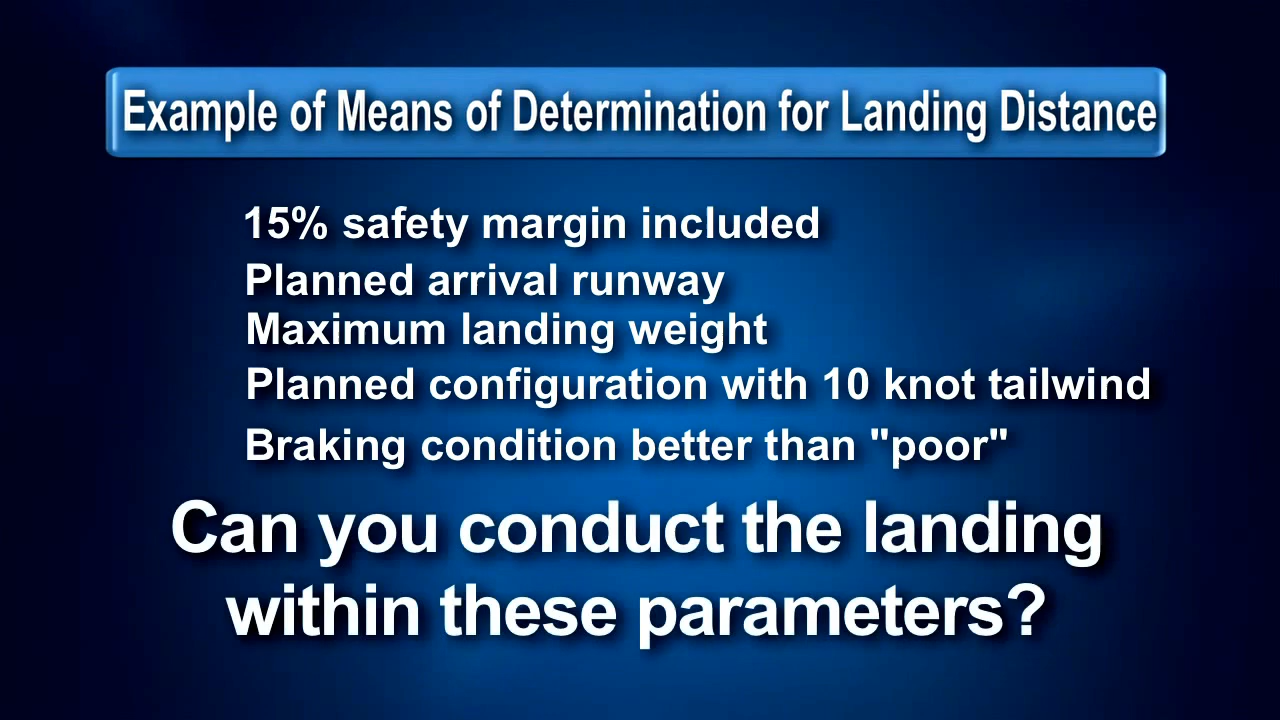 Example of Means of Determination for Landing Distance
15% safety margin included
Planned arrival runway
Maximum landing weight
Planned configuration with 10 knot tailwind
Braking condition better than "poor"
Can you conduct the landing
within these parameters?